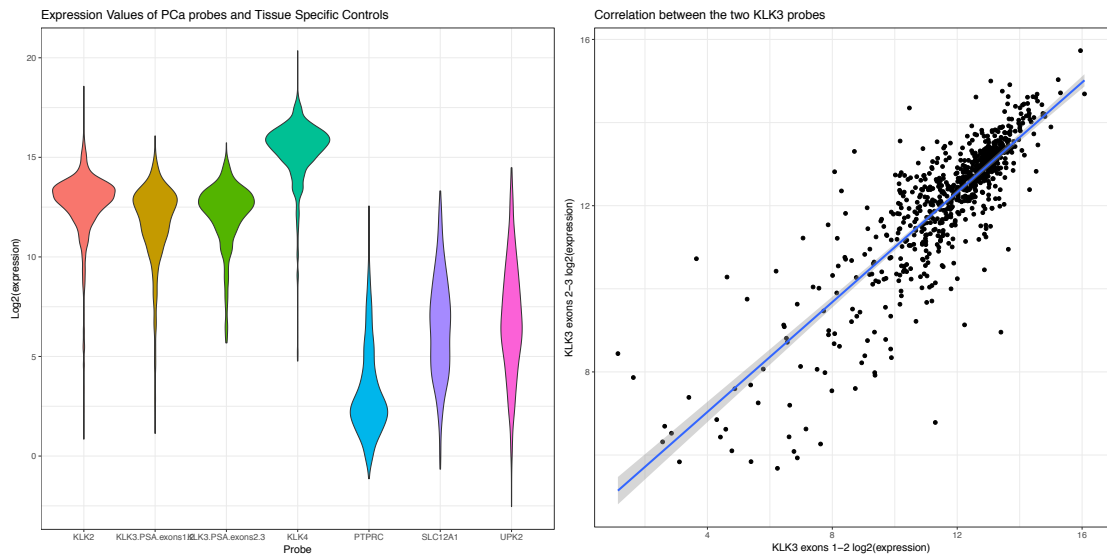 Expression Values of PCa probes and Tissue Specific Controls
Log2(expression)
20
15
10
5
0
KLK2
KLK3.PSA.exons1.2
KLK3.PSA.exons2.3
KLK4
PTPRC
SLC12A1
UPK2
Probe
Correlation between the two KLK3 probes
KLK3 exons 2−3 log2(expression)
16
12
8
4
8
12
16
KLK3 exons 1−2 log2(expression)